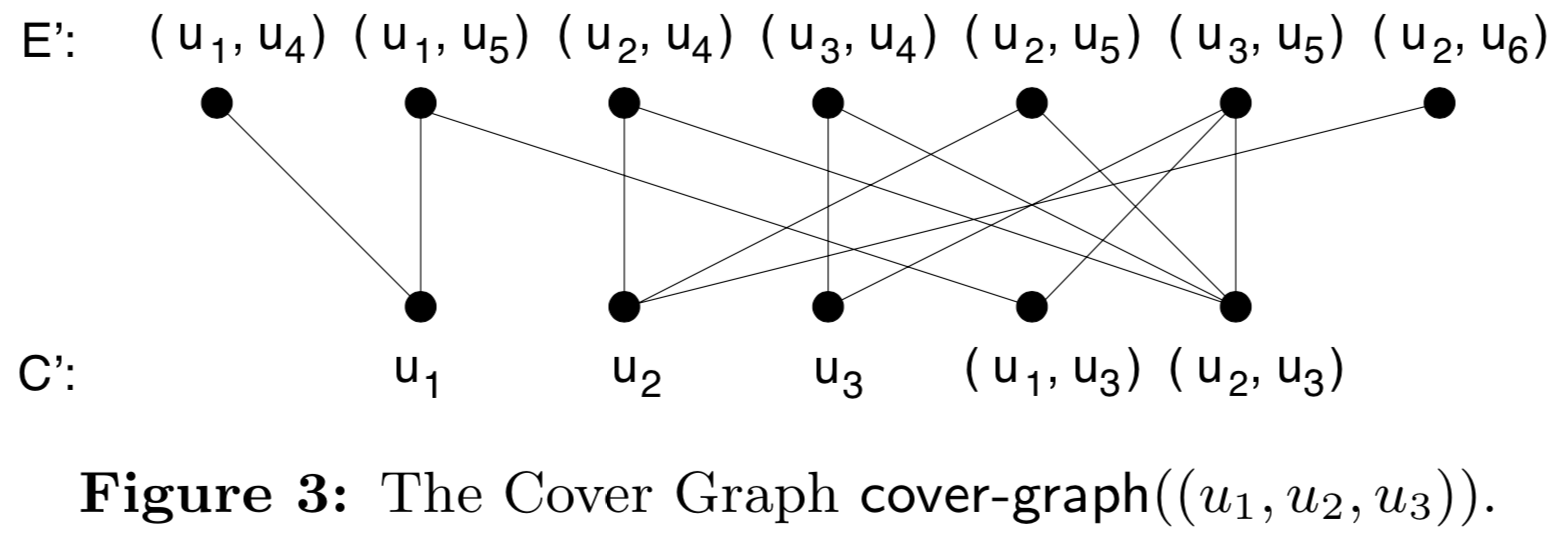 E’: ( u1, u4) ( u1, u5) ( u2, u4) ( u3, u4) ( u2, u5) ( u3, u5) ( u2, u6)
C’: u1 u2 u3 ( u1, u3) ( u2, u3)
Figure 3: The Cover Graph cover-graph((u1, u2, u3)).